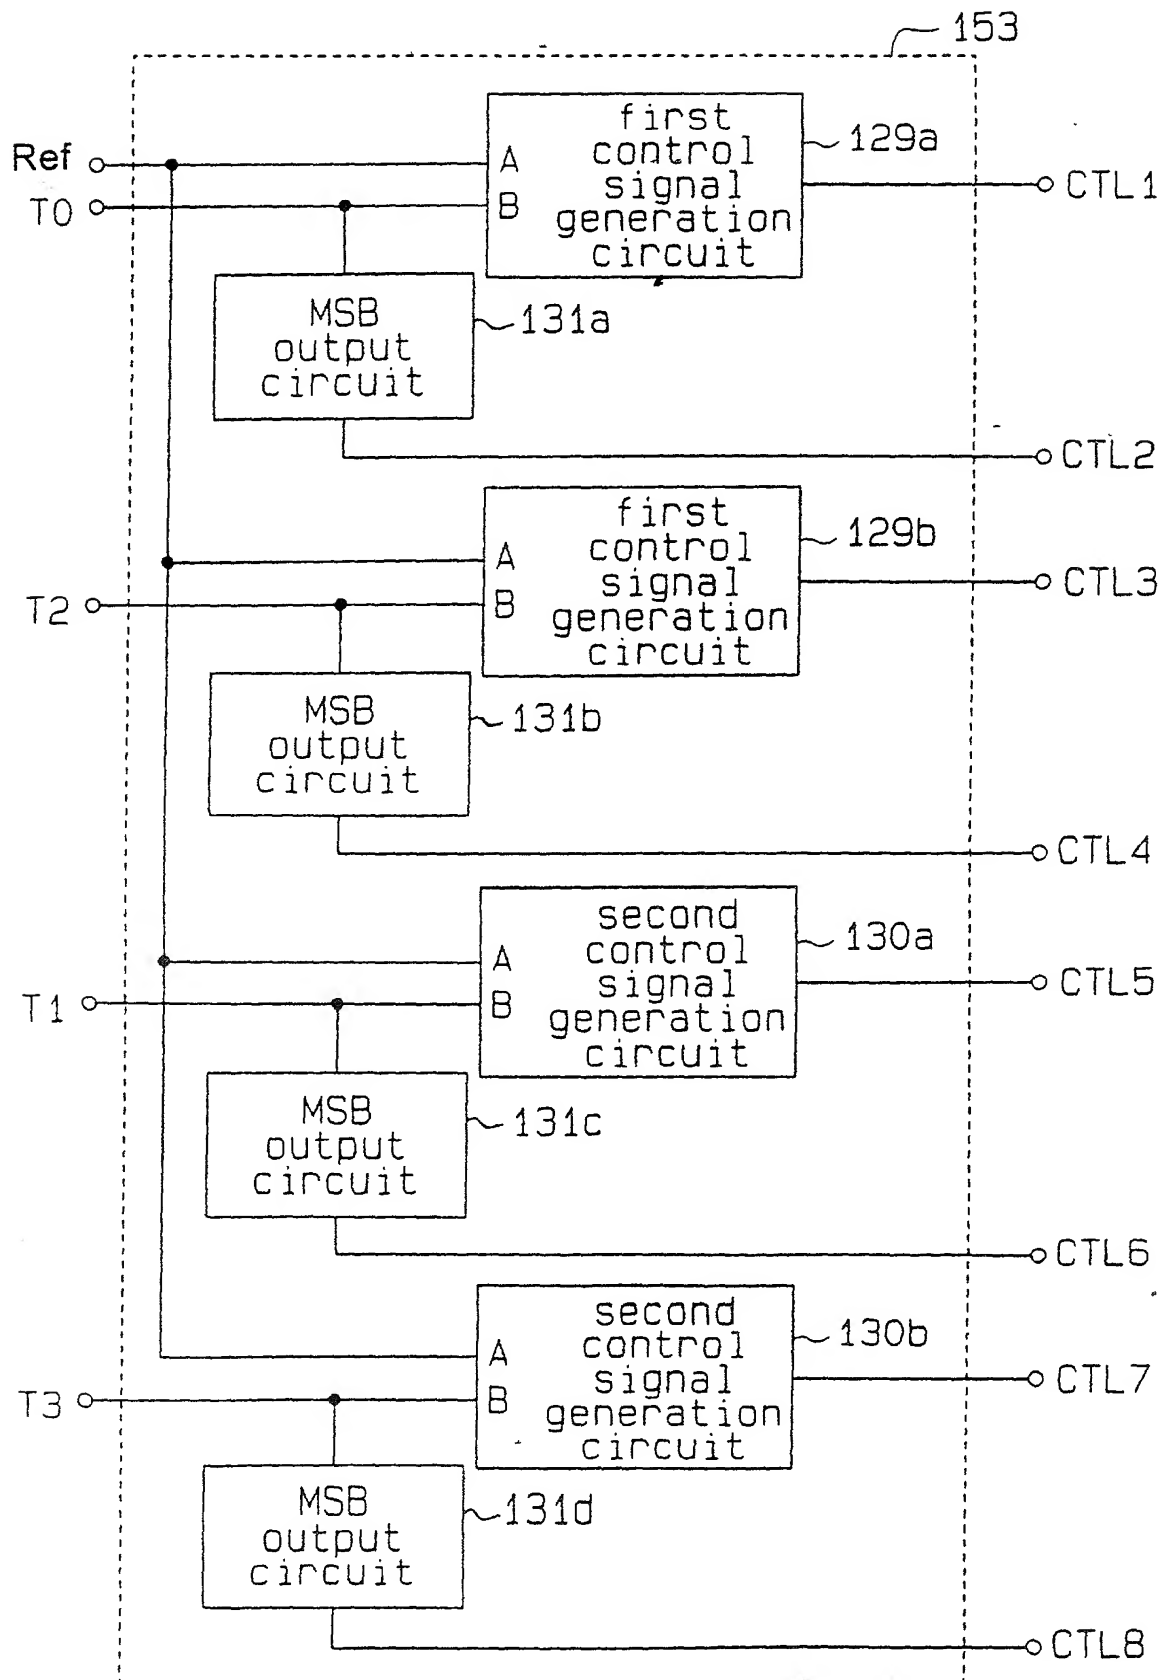 153
first
control
signal
generation
circuit
129a
Ref
A
CTL1
T0
B
MSB
output
circuit
131a
CTL2
first
control
signal
generation
circuit
129b
A
CTL3
T2
B
MSB
output
circuit
131b
CTL4
second
control
signal
generation
circuit
130a
A
CTL5
T1
B
MSB
output
circuit
131c
CTL6
second
control
signal
generation
circuit
130b
A
CTL7
T3
B
MSB
output
circuit
131d
CTL8